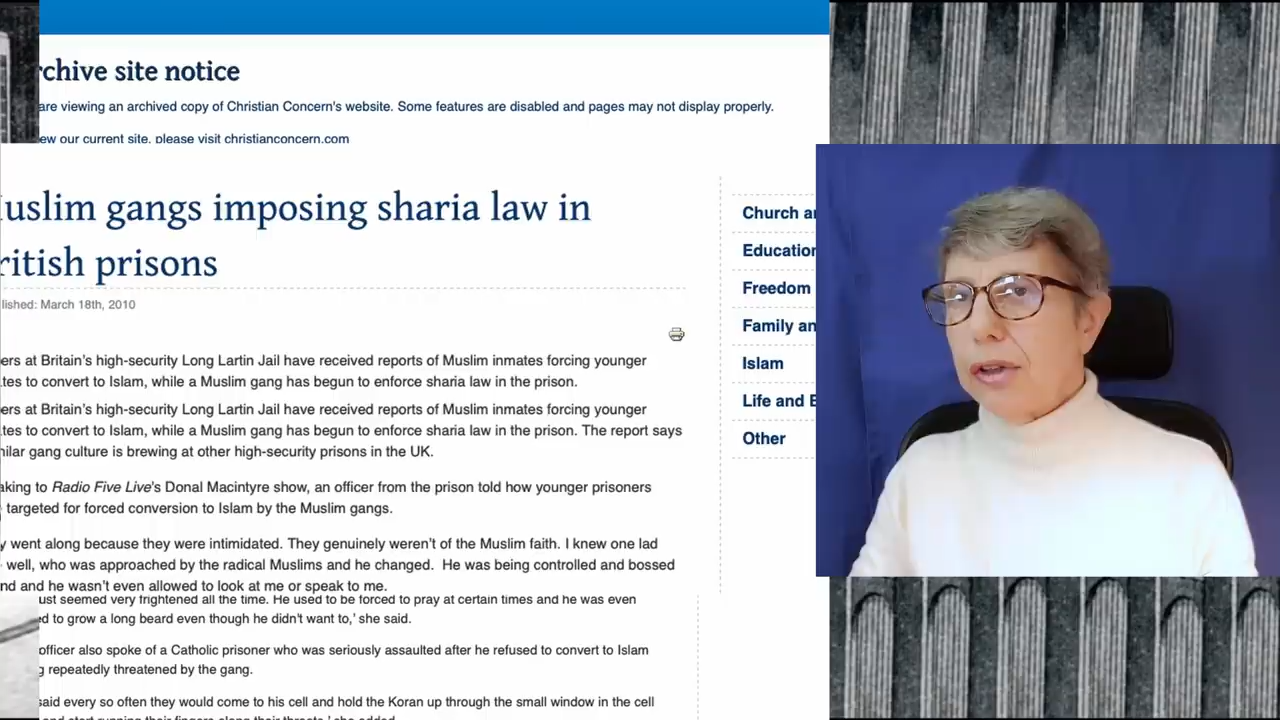 rchive site notice
are viewing an archived copy of Christian Concern's website. Some features are disabled and pages may not display properly.
ew our current site, please visit christianconcern.com
uslim gangs imposing sharia law in
ritish prisons
lished: March 18th, 2010
ers at Britain's high-security Long Lartin Jail have received reports of Muslim inmates forcing younger
tes to convert to Islam, while a Muslim gang has begun to enforce sharia law in the prison.
ers at Britain's high-security Long Lartin Jail have received reports of Muslim inmates forcing younger
tes to convert to Islam, while a Muslim gang has begun to enforce sharia law in the prison. The report says
ilar gang culture is brewing at other high-security prisons in the UK.
aking to Radio Five Live's Donal Macintyre show, an officer from the prison told how younger prisoners
targeted for forced conversion to Islam by the Muslim gangs.
y went along because they were intimidated. They genuinely weren't of the Muslim faith. I knew one lad
well, who was approached by the radical Muslims and he changed. He was being controlled and bossed
nd and he wasn't even allowed to look at me or speak to me.
ust seemed very frightened all the time. He used to be forced to pray at certain times and he was even
ed to grow a long beard even though he didn't want to,' she said.
officer also spoke of a Catholic prisoner who was seriously assaulted after he refused to convert to Islam
g repeatedly threatened by the gang.
said every so often they would come to his cell and hold the Koran up through the small window in the cell
and start running their fingers along their throats,' she added.
Church a
Education
Freedom
Family an
Islam
Life and B
Other